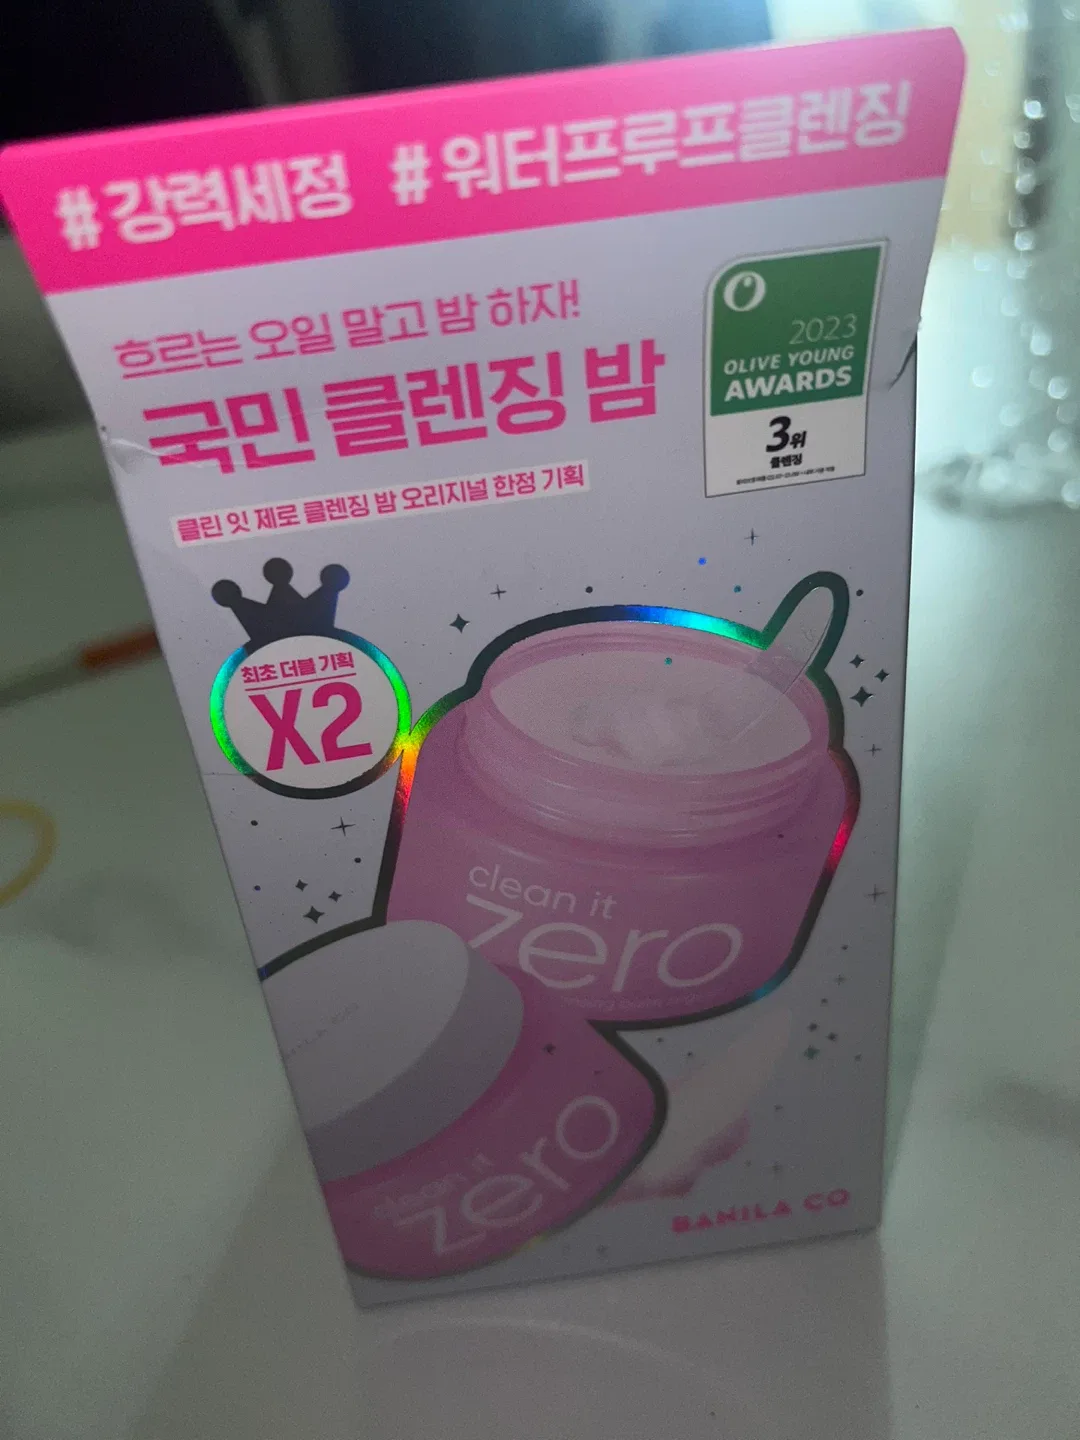 #강력세정 #워터프루프클렌징
흐르는 오일 말고 밤 하자!
국민 클렌징 밤
클린 잇 제로 클렌징 밤 오리지널 한정 기획
2023
OLIVE YOUNG
AWARDS
3위
클렌징
최초 더블 기획
X2
clean it
zero
clean it
zero
BANILA CO